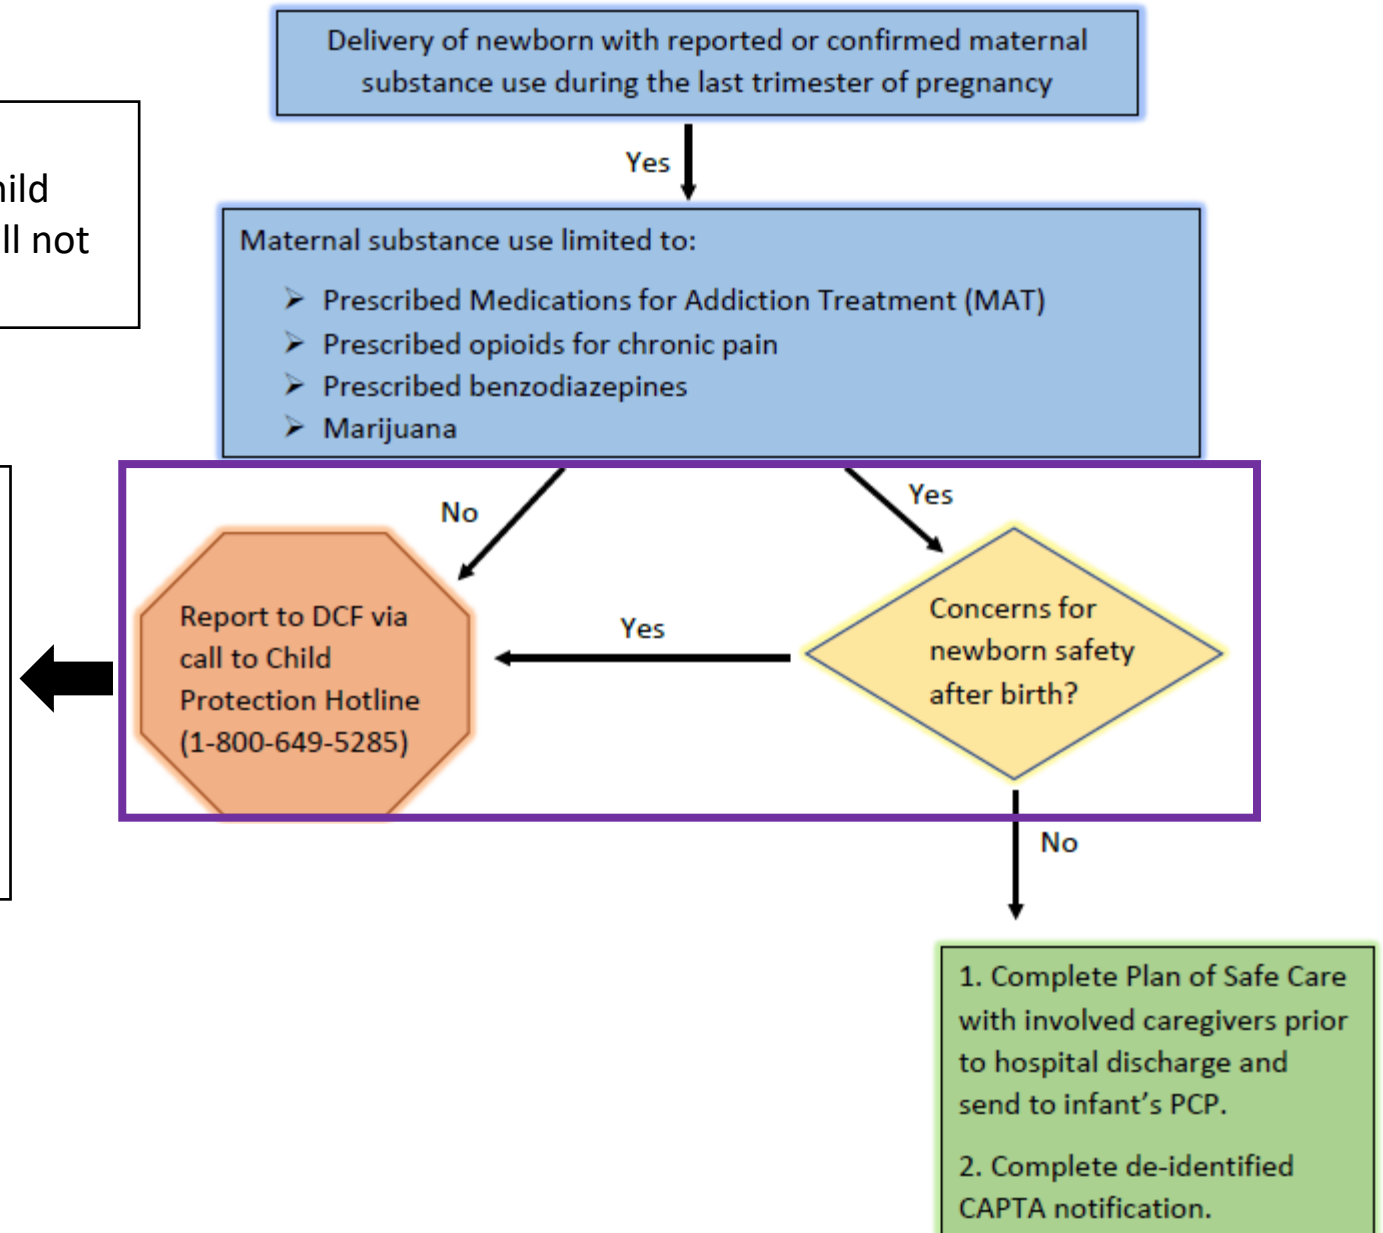 Delivery of newborn with reported or confirmed maternal
substance use during the last trimester of pregnancy
Yes
ll not
Maternal substance use limited to:
➤ Prescribed Medications for Addiction Treatment (MAT)
➤ Prescribed opioids for chronic pain
➤ Prescribed benzodiazepines
➤ Marijuana
No
Yes
Report to DCF via
call to Child
Protection Hotline
(1-800-649-5285)
Yes
Concerns for
newborn safety
after birth?
No
1. Complete Plan of Safe Care
with involved caregivers prior
to hospital discharge and
send to infant's PCP.
2. Complete de-identified
CAPTA notification.